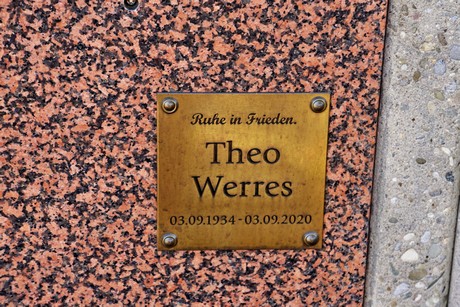 Ruhe in Frieden.
Theo
Werres
03.09.1934 - 03.09.2020